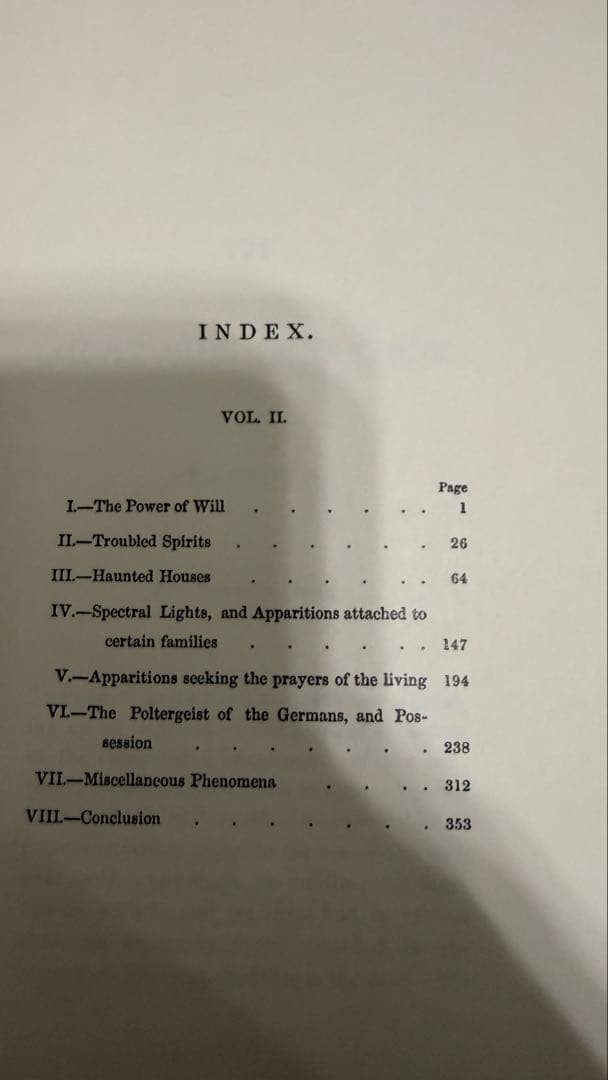 INDEX.
VOL. II.
Page
I.—The Power of Will . . . . . . 1
II.—Troubled Spirits . . . . . . 26
III.—Haunted Houses . . . . . . 64
IV.—Spectral Lights, and Apparitions attached to
certain families . . . . . . 147
V.—Apparitions seeking the prayers of the living 194
VI.—The Poltergeist of the Germans, and Pos-
session . . . . . . . 238
VII.—Miscellaneous Phenomena . . . . 312
VIII.—Conclusion . . . . . . . 353